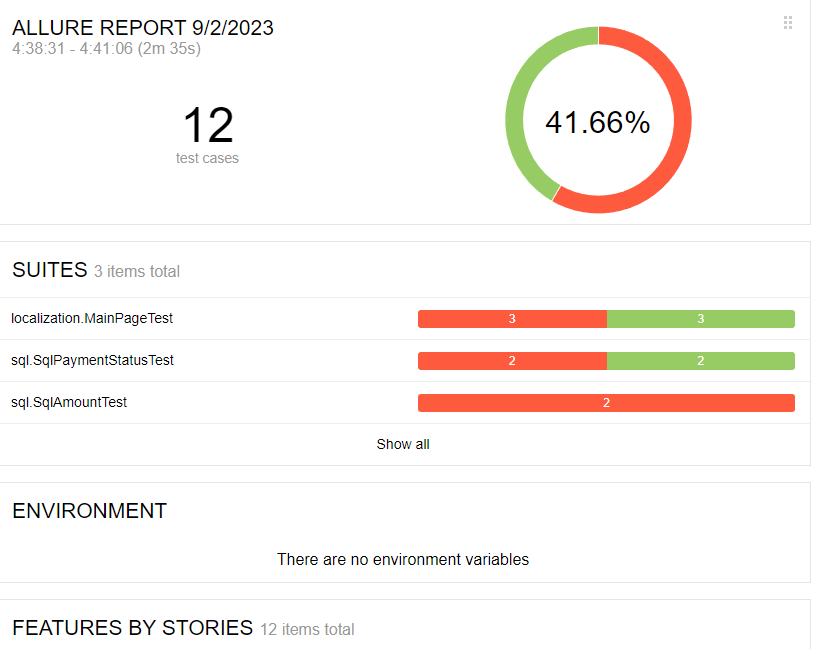 ALLURE REPORT 9/2/2023
4:38:31 - 4:41:06 (2m 35s)
12
test cases
41.66%
SUITES 3 items total
localization.MainPageTest 3 3
sql.SqlPaymentStatusTest 2 2
sql.SqlAmountTest 2
Show all
ENVIRONMENT
There are no environment variables
FEATURES BY STORIES 12 items total